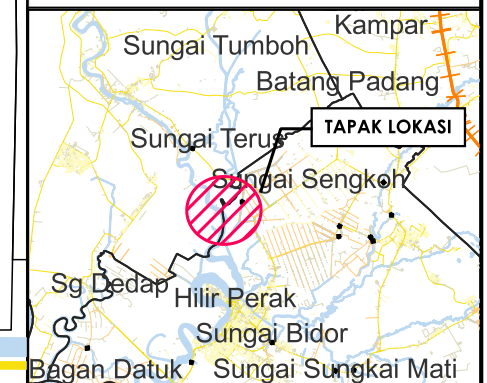 Kampar
Sungai Tumboh
Batang Padang
TAPAK LOKASI
Sungai Terus
Sungai Sengkoh
Sg Dedap
Hilir Perak
Sungai Bidor
Bagan Datuk
Sungai Sungkai Mati